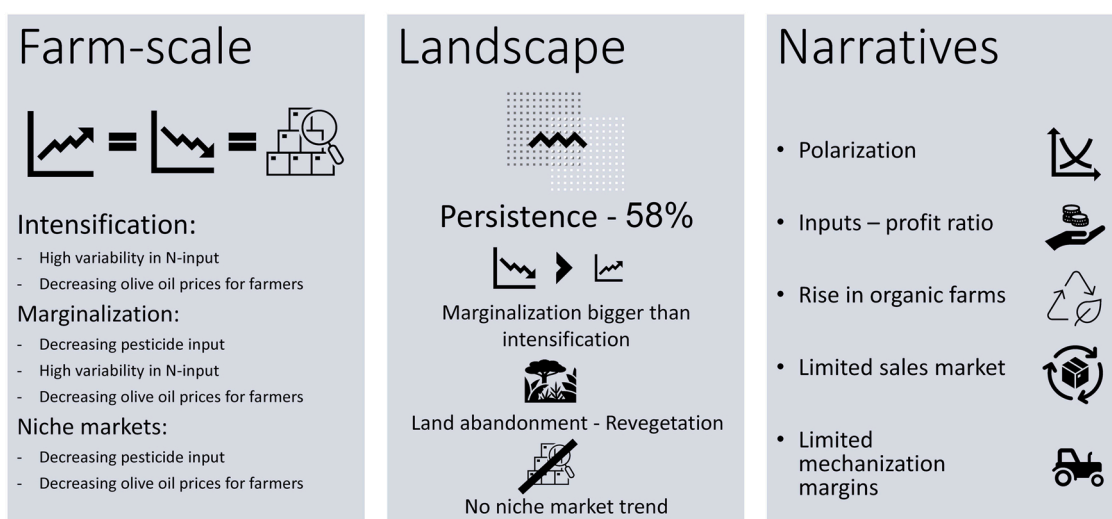 Farm-scale
Intensification:
- High variability in N-input
- Decreasing olive oil prices for farmers
Marginalization:
- Decreasing pesticide input
- High variability in N-input
- Decreasing olive oil prices for farmers
Niche markets:
- Decreasing pesticide input
- Decreasing olive oil prices for farmers
Landscape
Persistence - 58%
Marginalization bigger than
intensification
Land abandonment - Revegetation
No niche market trend
Narratives
• Polarization
• Inputs – profit ratio
• Rise in organic farms
• Limited sales market
• Limited
mechanization
margins